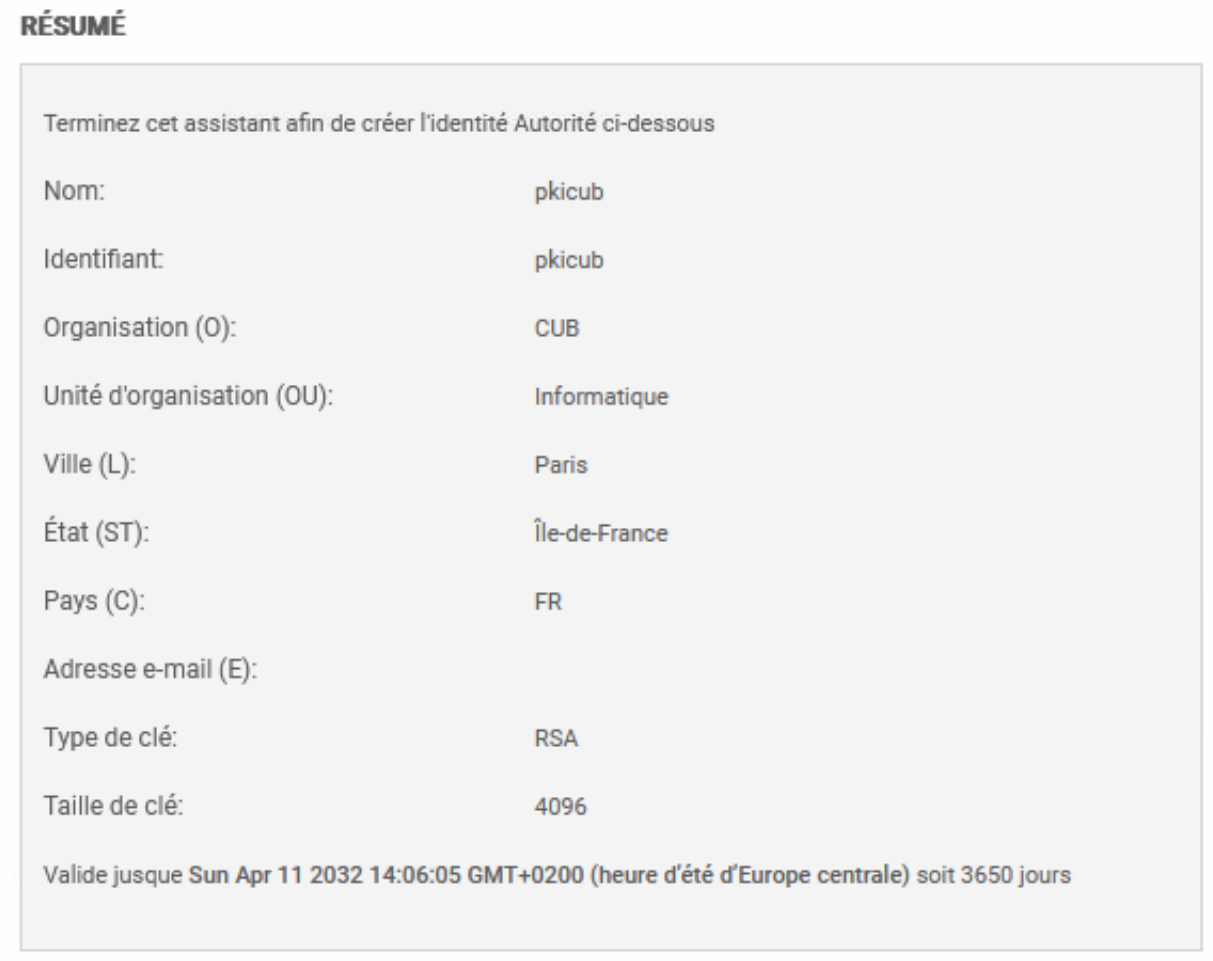 RÉSUMÉ
Terminez cet assistant afin de créer l'identité Autorité ci-dessous
Nom: pkicub
Identifiant: pkicub
Organisation (O): CUB
Unité d'organisation (OU): Informatique
Ville (L): Paris
État (ST): Île-de-France
Pays (C): FR
Adresse e-mail (E):
Type de clé: RSA
Taille de clé: 4096
Valide jusque Sun Apr 11 2032 14:06:05 GMT+0200 (heure d’été d’Europe centrale) soit 3650 jours